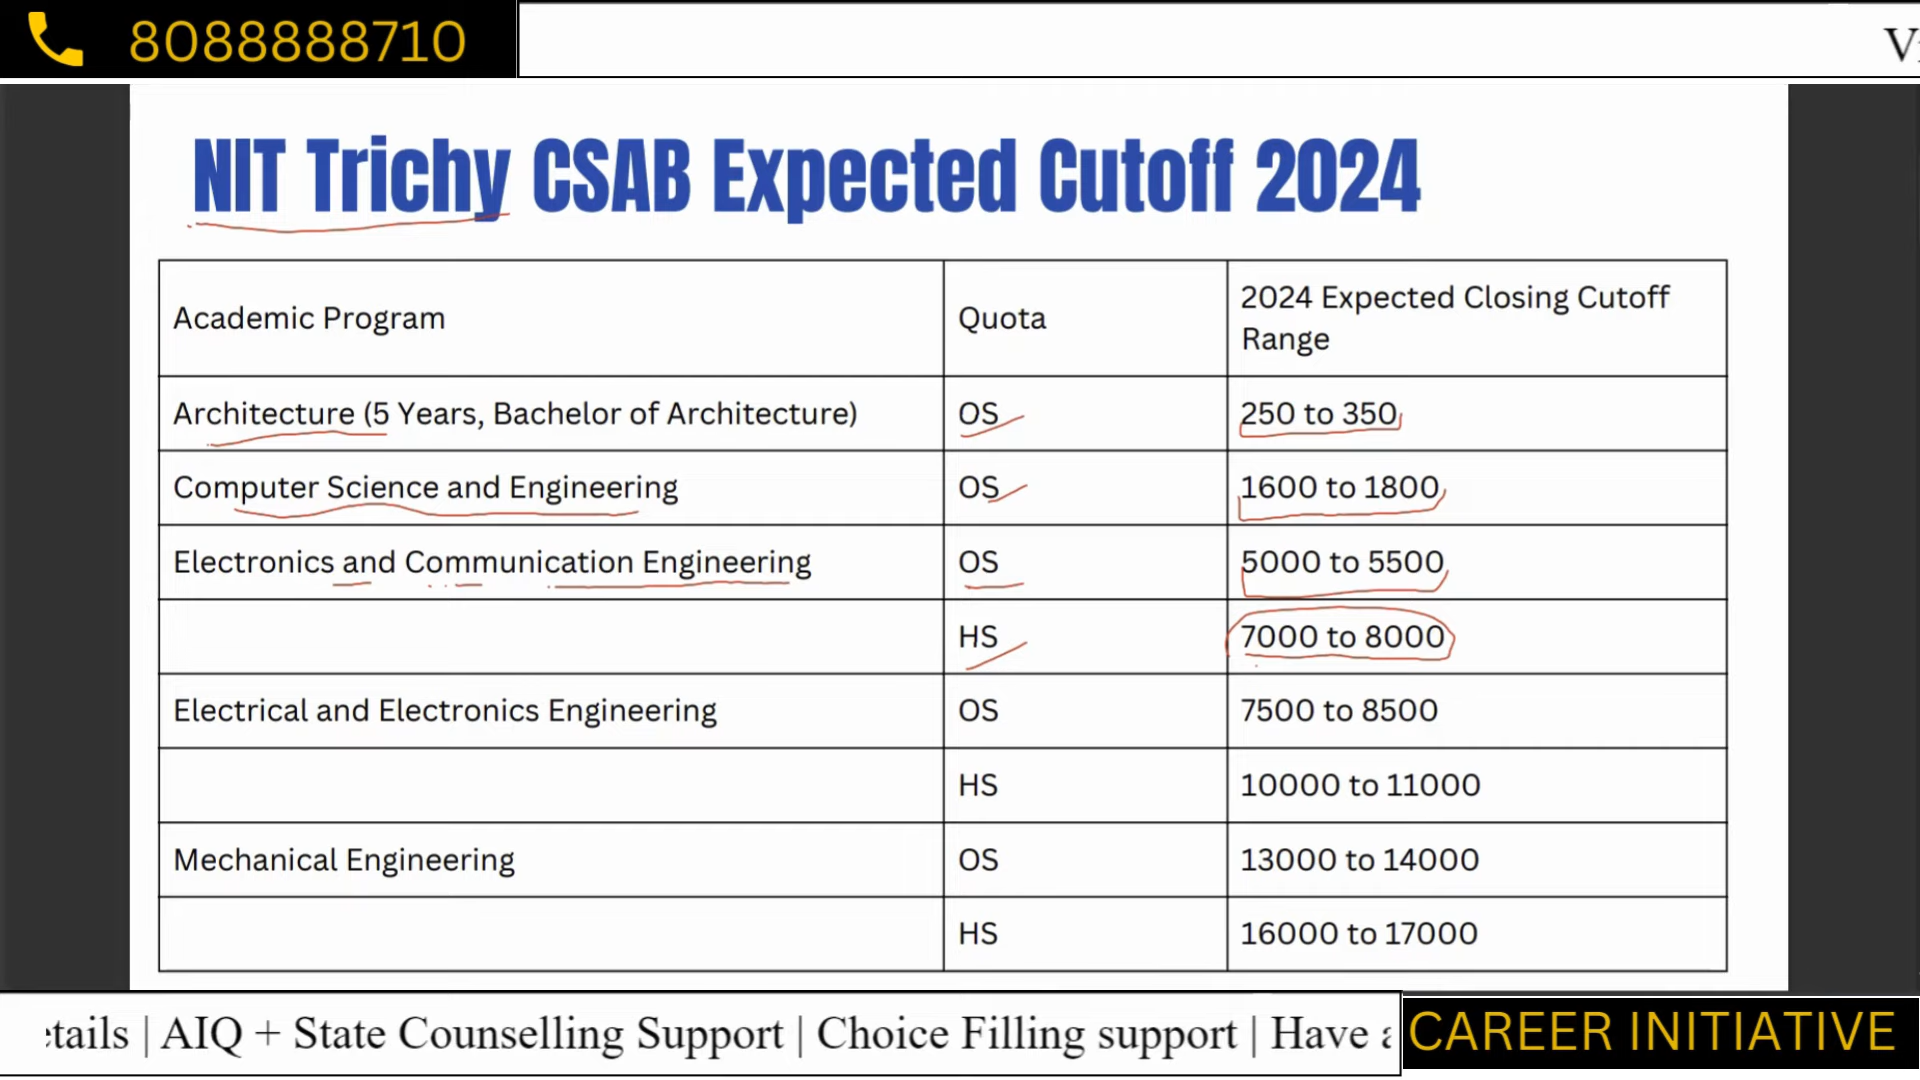 8088888710
NIT Trichy CSAB Expected Cutoff 2024
Academic Program
Quota
2024 Expected Closing Cutoff
Range
Architecture (5 Years, Bachelor of Architecture)
OS
250 to 350
Computer Science and Engineering
OS
1600 to 1800
Electronics and Communication Engineering
OS
5000 to 5500
HS
7000 to 8000
Electrical and Electronics Engineering
OS
7500 to 8500
HS
10000 to 11000
Mechanical Engineering
OS
13000 to 14000
HS
16000 to 17000
etails | AIQ + State Counselling Support | Choice Filling support | Have a
CAREER INITIATIVE